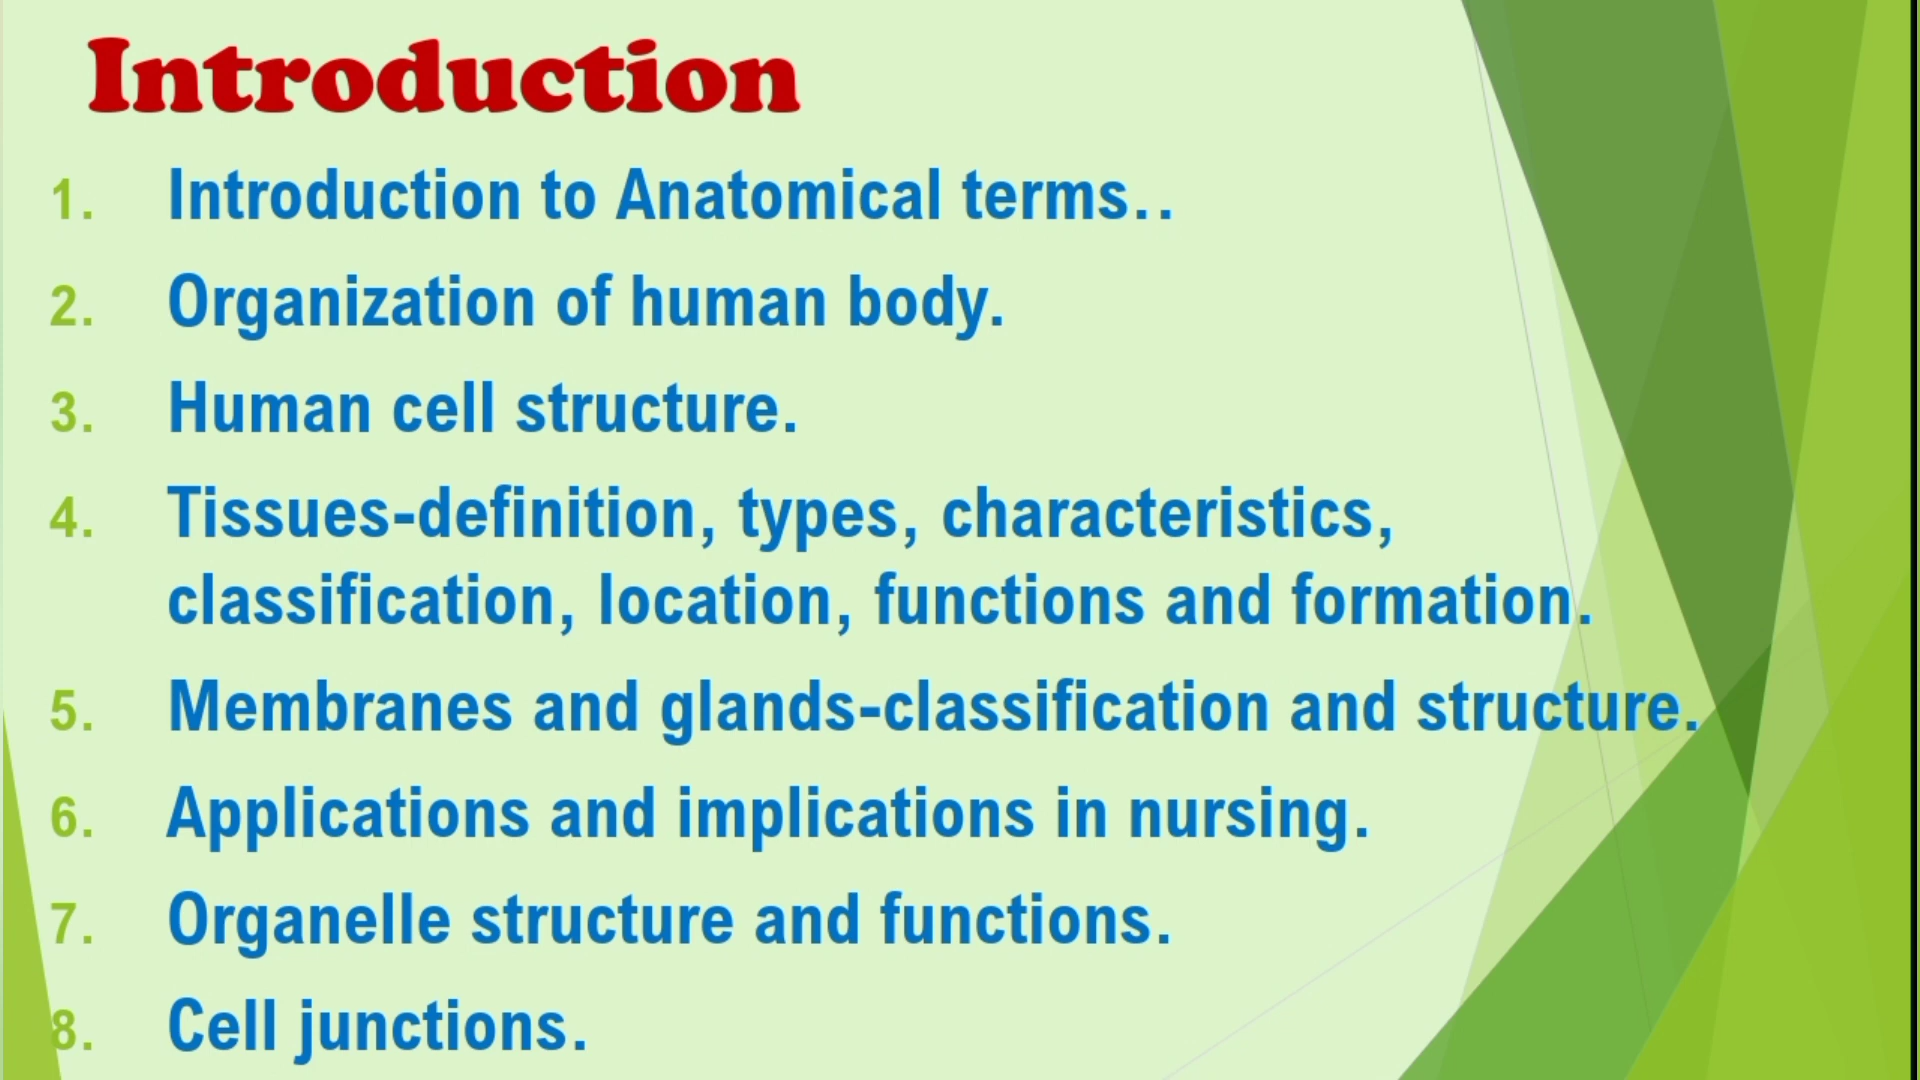 Introduction
1. Introduction to Anatomical terms..
2. Organization of human body.
3. Human cell structure.
4. Tissues-definition, types, characteristics,
classification, location, functions and formation.
5. Membranes and glands-classification and structure.
6. Applications and implications in nursing.
7. Organelle structure and functions.
8. Cell junctions.